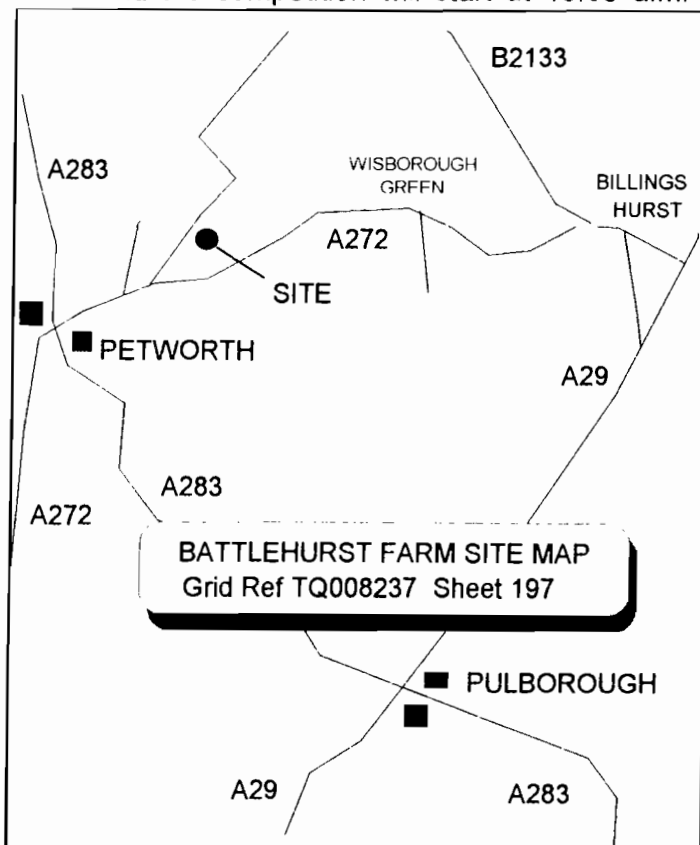 B2133
A283
WISBOROUGH
GREEN
BILLINGS
HURST
A272
SITE
PETWORTH
A29
A283
A272
BATTLEHURST FARM SITE MAP
Grid Ref TQ008237 Sheet 197
PULBOROUGH
A29
A283